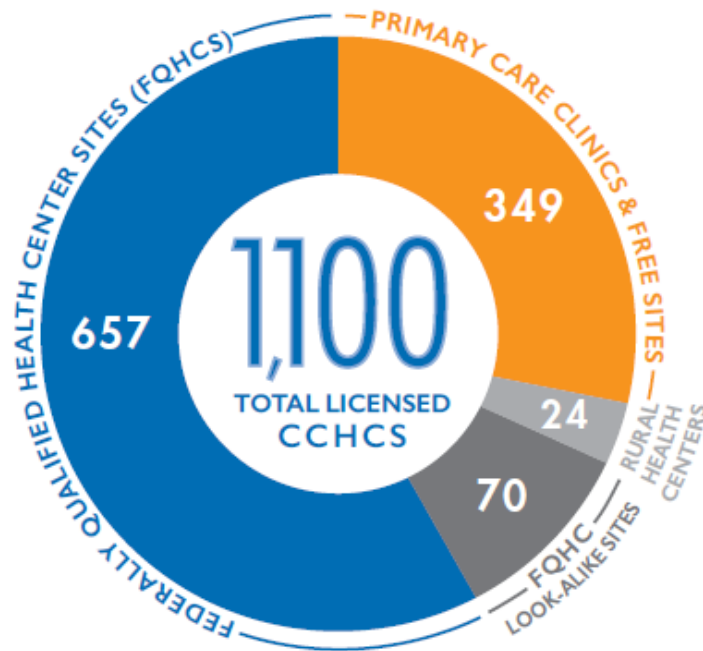 FEDERALLY QUALIFIED HEALTH CENTER SITES (FQHCS)
PRIMARY CARE CLINICS & FREE SITES
349
657
1,100
TOTAL LICENSED
CCHCS
24
RURAL
HEALTH
CENTERS
70
FQHC
LOOK-ALIKE SITES